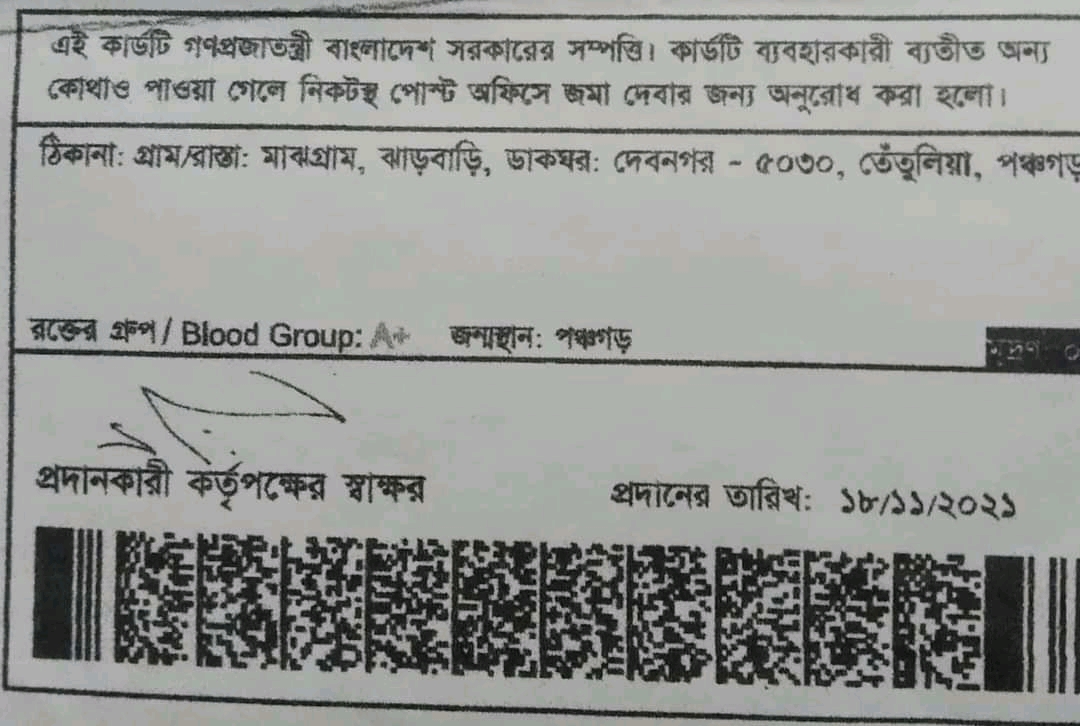 এই কার্ডটি গণপ্রজাতন্ত্রী বাংলাদেশ সরকারের সম্পত্তি। কার্ডটি ব্যবহারকারী ব্যতীত অন্য
কোথাও পাওয়া গেলে নিকটস্থ পোস্ট অফিসে জমা দেবার জন্য অনুরোধ করা হলো।
ঠিকানা: গ্রাম/রাস্তা: মাঝগ্রাম, ঝাড়বাড়ি, ডাকঘর: দেবনগর - ৫০৩০, তেঁতুলিয়া, পঞ্চগড়
রক্তের গ্রুপ / Blood Group: A+ জন্মস্থান: পঞ্চগড় মুদ্রণ: ০
প্রদানকারী কর্তৃপক্ষের স্বাক্ষর প্রদানের তারিখ: ১৮/১১/২০২১